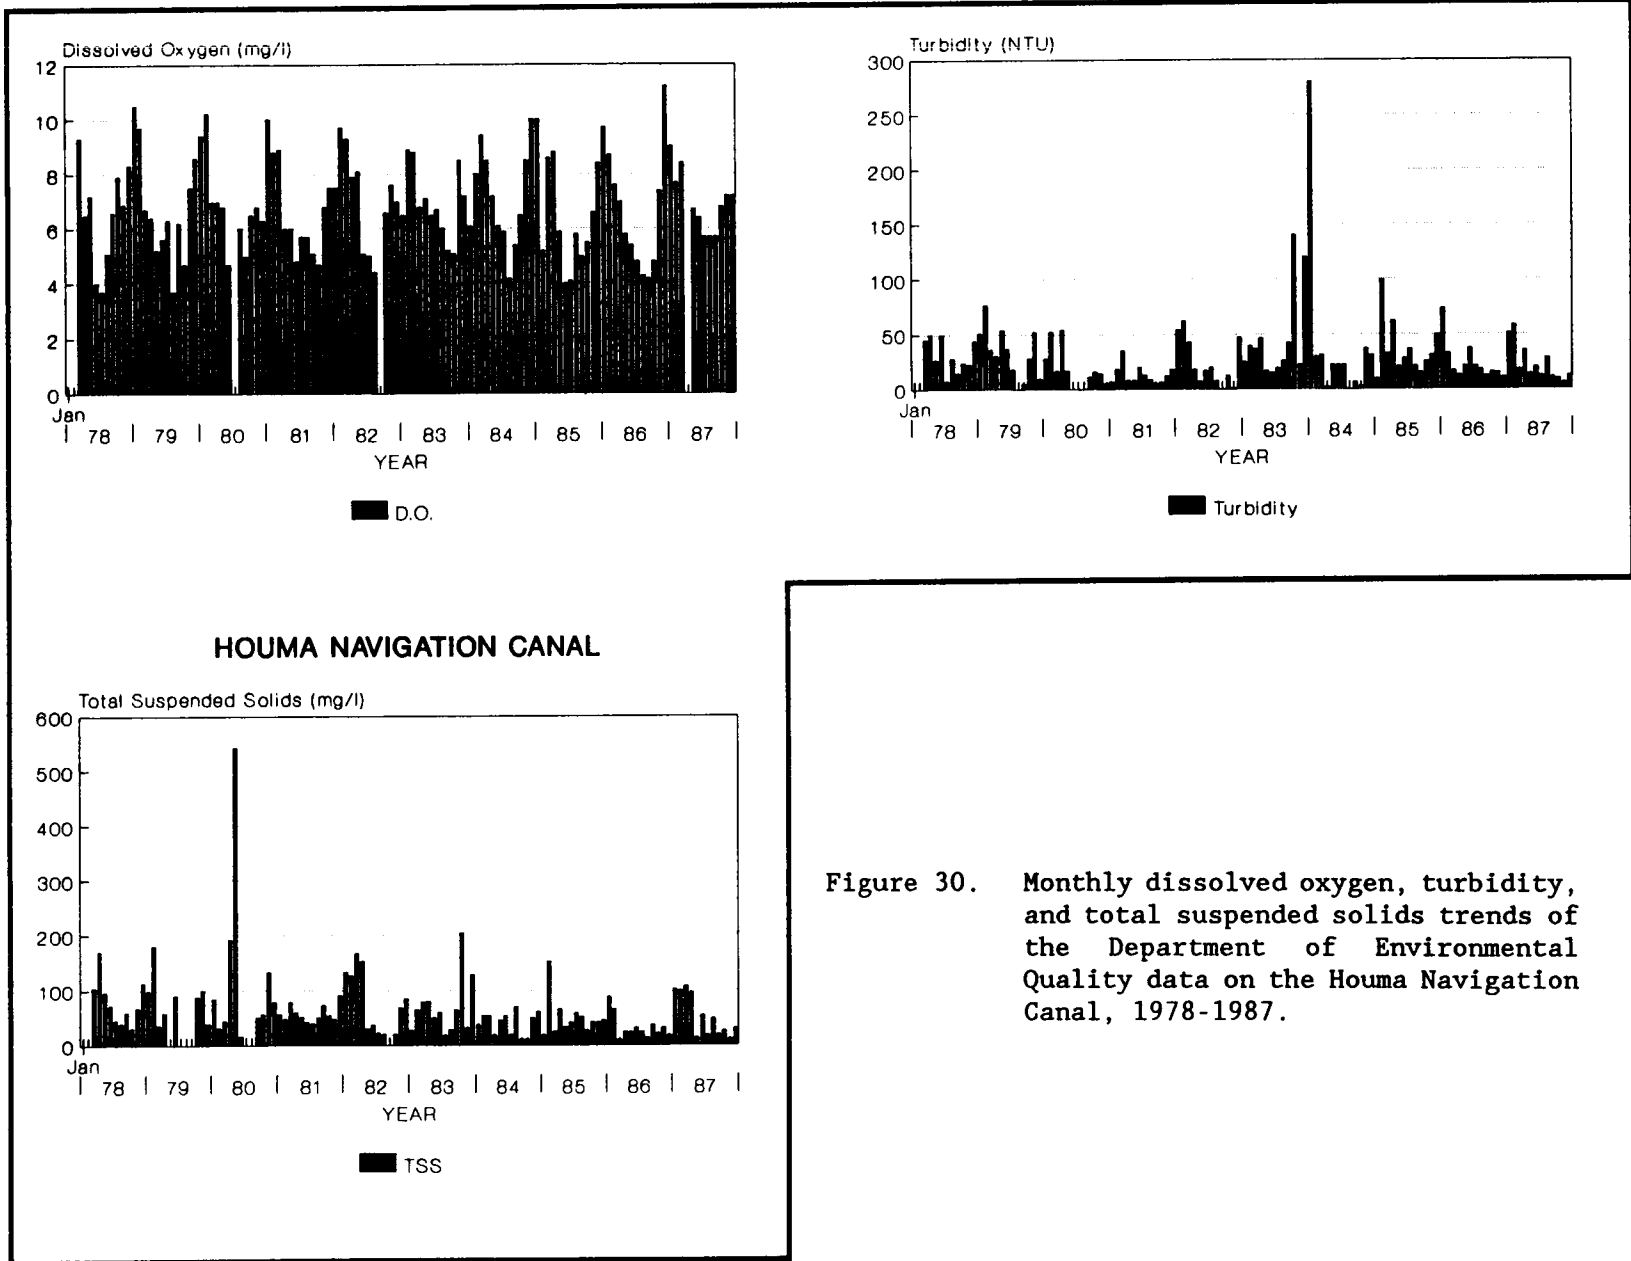 Dissolved Oxygen (mg/l)
12
10
8
6
4
2
0
Jan
| 78 | 79 | 80 | 81 | 82 | 83 | 84 | 85 | 86 | 87 |
YEAR
D.O.
Turbidity (NTU)
300
250
200
150
100
50
0
Jan
| 78 | 79 | 80 | 81 | 82 | 83 | 84 | 85 | 86 | 87 |
YEAR
Turbidity
HOUMA NAVIGATION CANAL
Total Suspended Solids (mg/l)
600
500
400
300
200
100
0
Jan
| 78 | 79 | 80 | 81 | 82 | 83 | 84 | 85 | 86 | 87 |
YEAR
TSS
Figure 30. Monthly dissolved oxygen, turbidity,
and total suspended solids trends of
the Department of Environmental
Quality data on the Houma Navigation
Canal, 1978-1987.